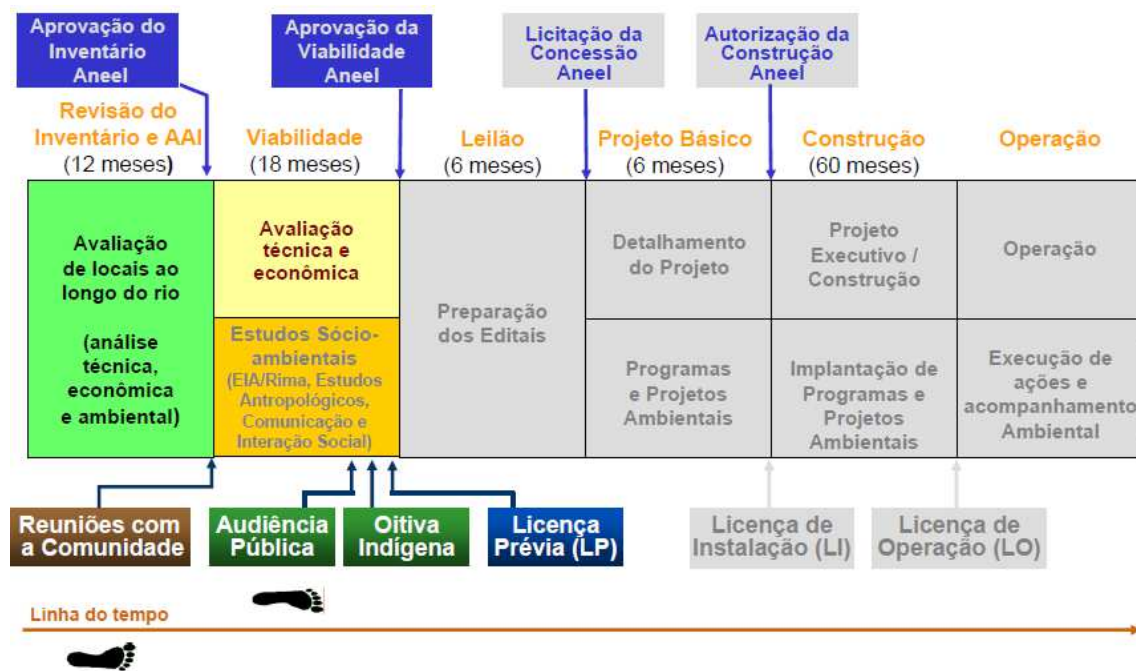 Aprovação do
Inventário
Aneel
Aprovação da
Viabilidade
Aneel
Licitação da
Concessão
Aneel
Autorização da
Construção
Aneel
Revisão do
Inventário e AAI
(12 meses)
Viabilidade
(18 meses)
Leilão
(6 meses)
Projeto Básico
(6 meses)
Construção
(60 meses)
Operação
Avaliação
de locais ao
longo do rio
(análise
técnica,
econômica
e ambiental)
Avaliação
técnica e
econômica
Estudos Sócio-
ambientais
(EIA/Rima, Estudos
Antropológicos,
Comunicação e
Interação Social)
Preparação
dos Editais
Detalhamento
do Projeto
Programas
e Projetos
Ambientais
Projeto
Executivo /
Construção
Implantação de
Programas e
Projetos
Ambientais
Operação
Execução de
ações e
acompanhamento
Ambiental
Reuniões com
a Comunidade
Audiência
Pública
Oitiva
Indígena
Licença
Prévia (LP)
Licença de
Instalação (LI)
Licença de
Operação (LO)
Linha do tempo